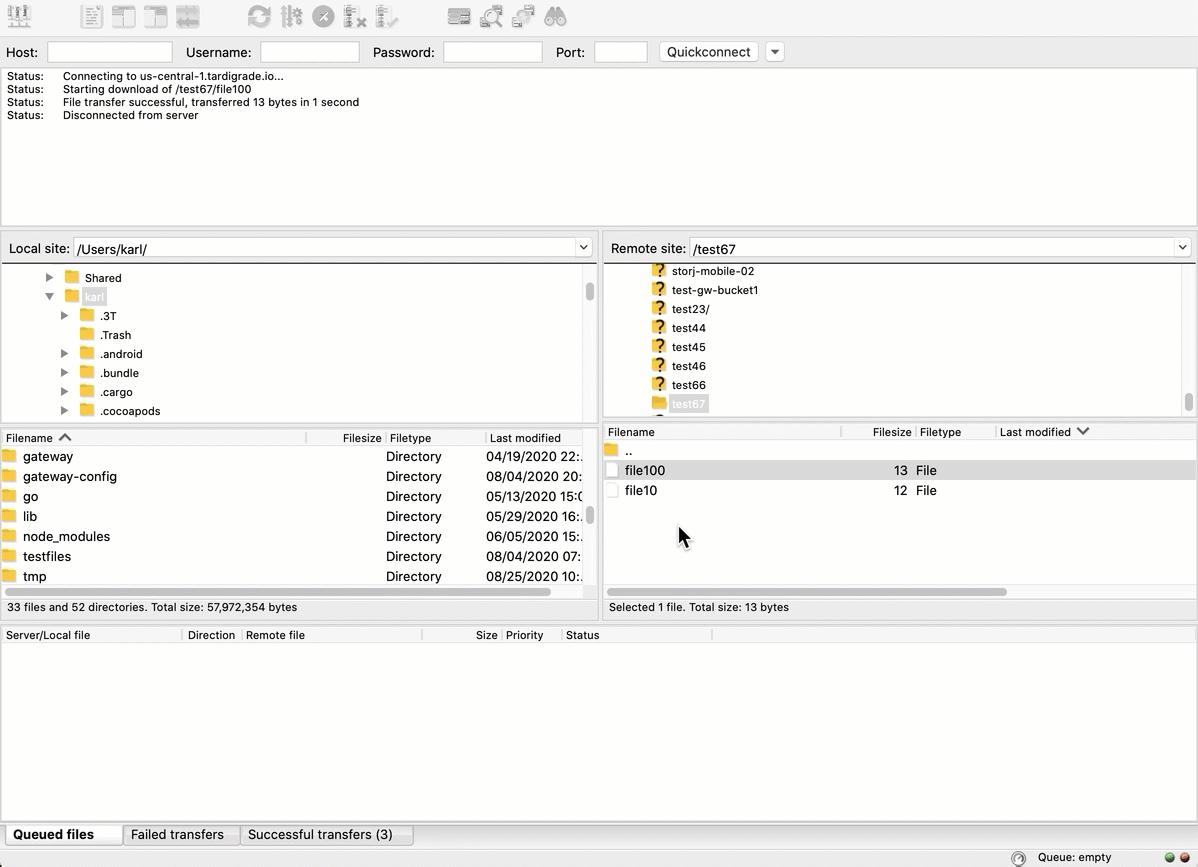 Host: Username: Password: Port: Quickconnect
Status: Connecting to us-central-1.tardigrade.io...
Status: Starting download of /test67/file100
Status: File transfer successful, transferred 13 bytes in 1 second
Status: Disconnected from server
Local site: /Users/karl/
Shared
karl
.3T
.Trash
.android
.bundle
.cargo
.cocoapods
Filename Filesize Filetype Last modified
gateway Directory 04/19/2020 22:.
gateway-config Directory 08/04/2020 20:
go Directory 05/13/2020 15:0
lib Directory 05/29/2020 16:.
node_modules Directory 06/05/2020 15:.
testfiles Directory 08/04/2020 07:
tmp Directory 08/25/2020 10:.
33 files and 52 directories. Total size: 57,972,354 bytes
Remote site: /test67
? storj-mobile-02
? test-gw-bucket1
? test23/
? test44
? test45
? test46
? test66
test67
Filename Filesize Filetype Last modified
..
file100 13 File
file10 12 File
Selected 1 file. Total size: 13 bytes
Server/Local file Direction Remote file Size Priority Status
Queued files Failed transfers Successful transfers (3)
Queue: empty